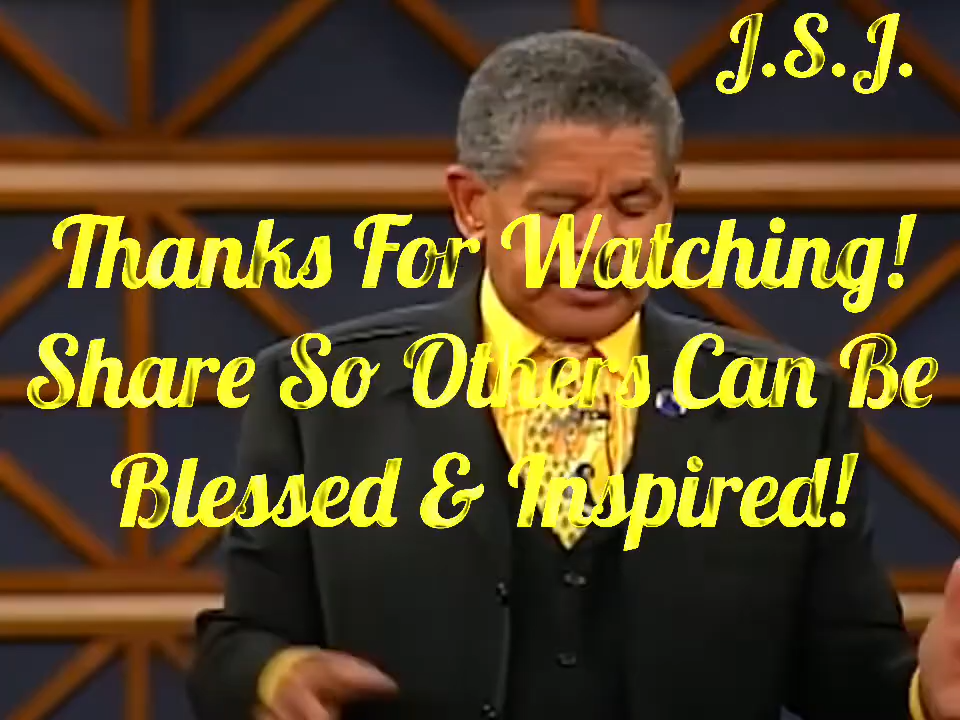 J.S.J.
Thanks For Watching!
Share So Others Can Be
Blessed & Inspired!